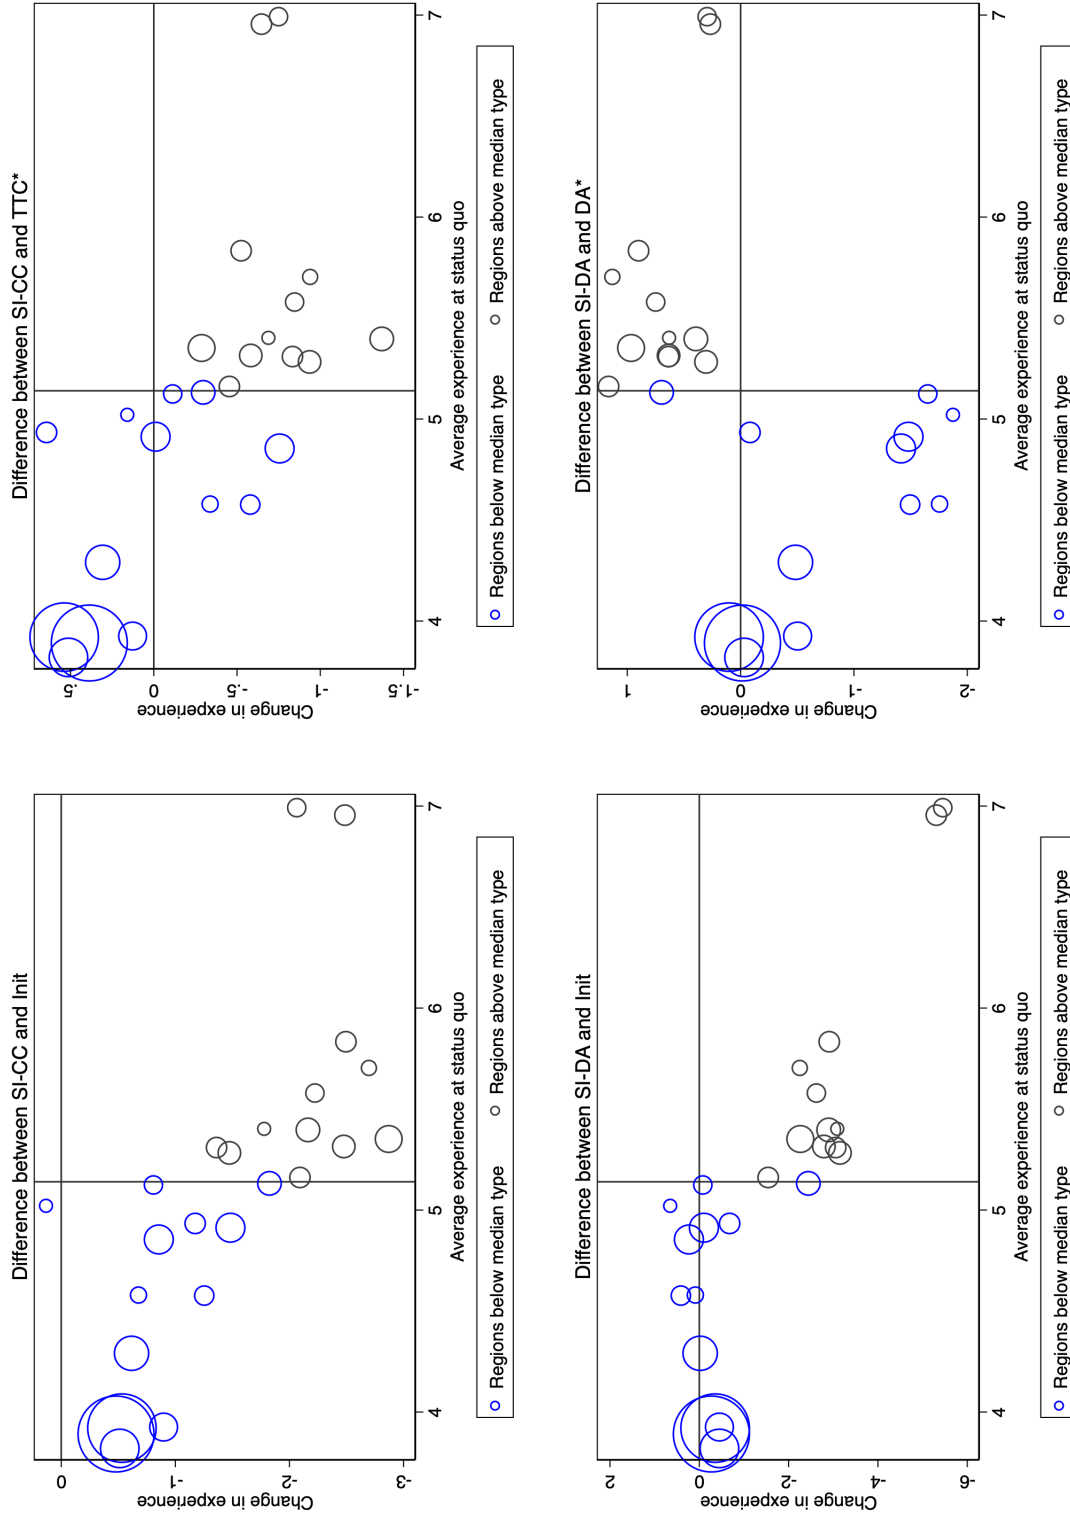 Difference between SI-CC and Init
Change in experience
0
-1
-2
-3
4 5 6 7
Average experience at status quo
Regions below median type Regions above median type
Difference between SI-CC and TTC*
Change in experience
.5
0
-.5
-1
-1.5
4 5 6 7
Average experience at status quo
Regions below median type Regions above median type
Difference between SI-DA and Init
Change in experience
2
0
-2
-4
-6
4 5 6 7
Average experience at status quo
Regions below median type Regions above median type
Difference between SI-DA and DA*
Change in experience
1
0
-1
-2
4 5 6 7
Average experience at status quo
Regions below median type Regions above median type